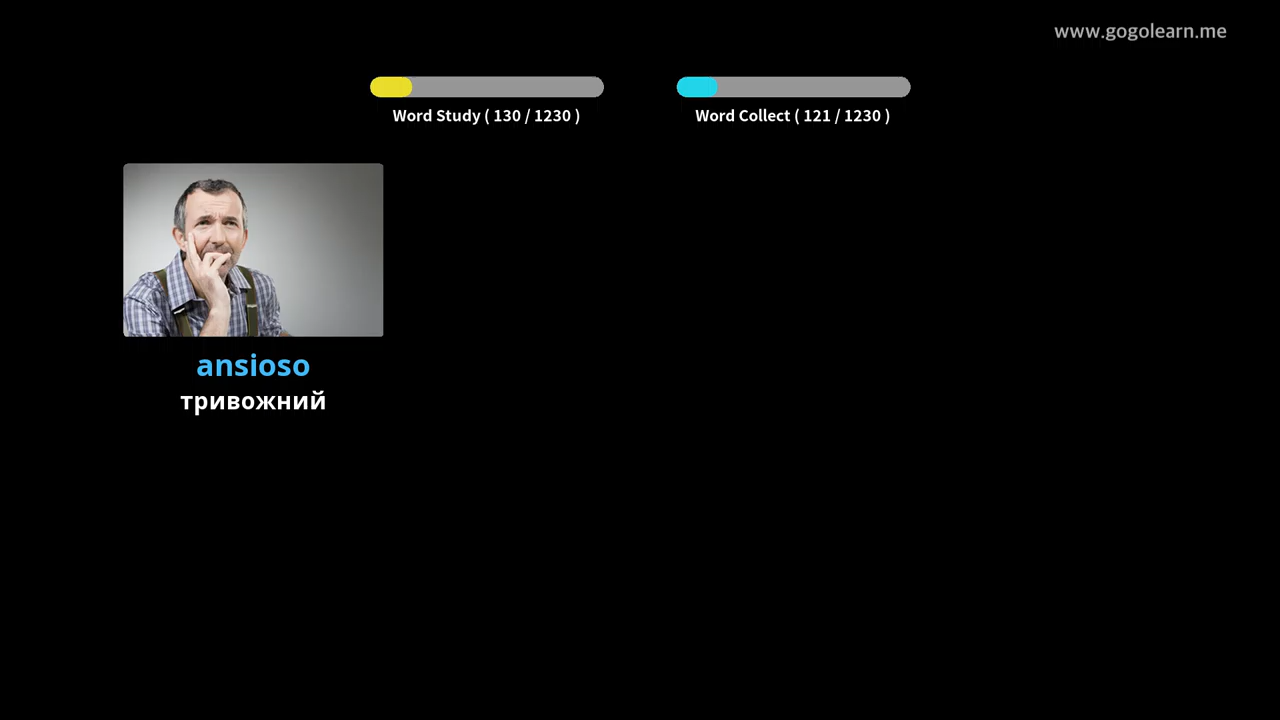 www.gogolearn.me
Word Study ( 130 / 1230 )
Word Collect ( 121 / 1230 )
ansioso
тривожний